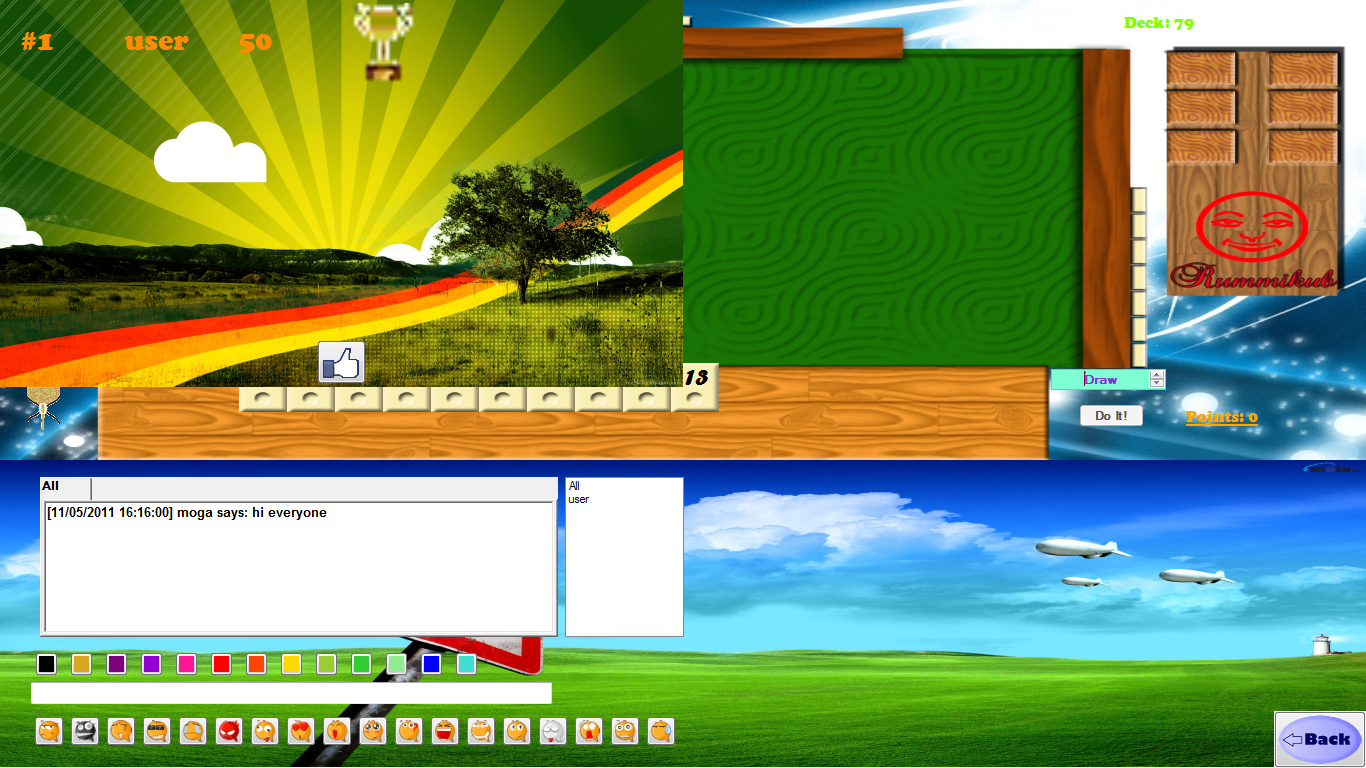 #1 user 50
Deck: 79
Rummikub
13
Draw
Do It!
Points: 0
All
[11/05/2011 16:16:00] moga says: hi everyone
All
user
Back